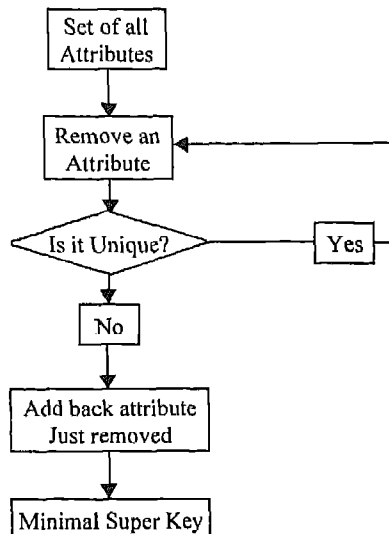 Set of all
Attributes
Remove an
Attribute
Is it Unique?
Yes
No
Add back attribute
Just removed
Minimal Super Key